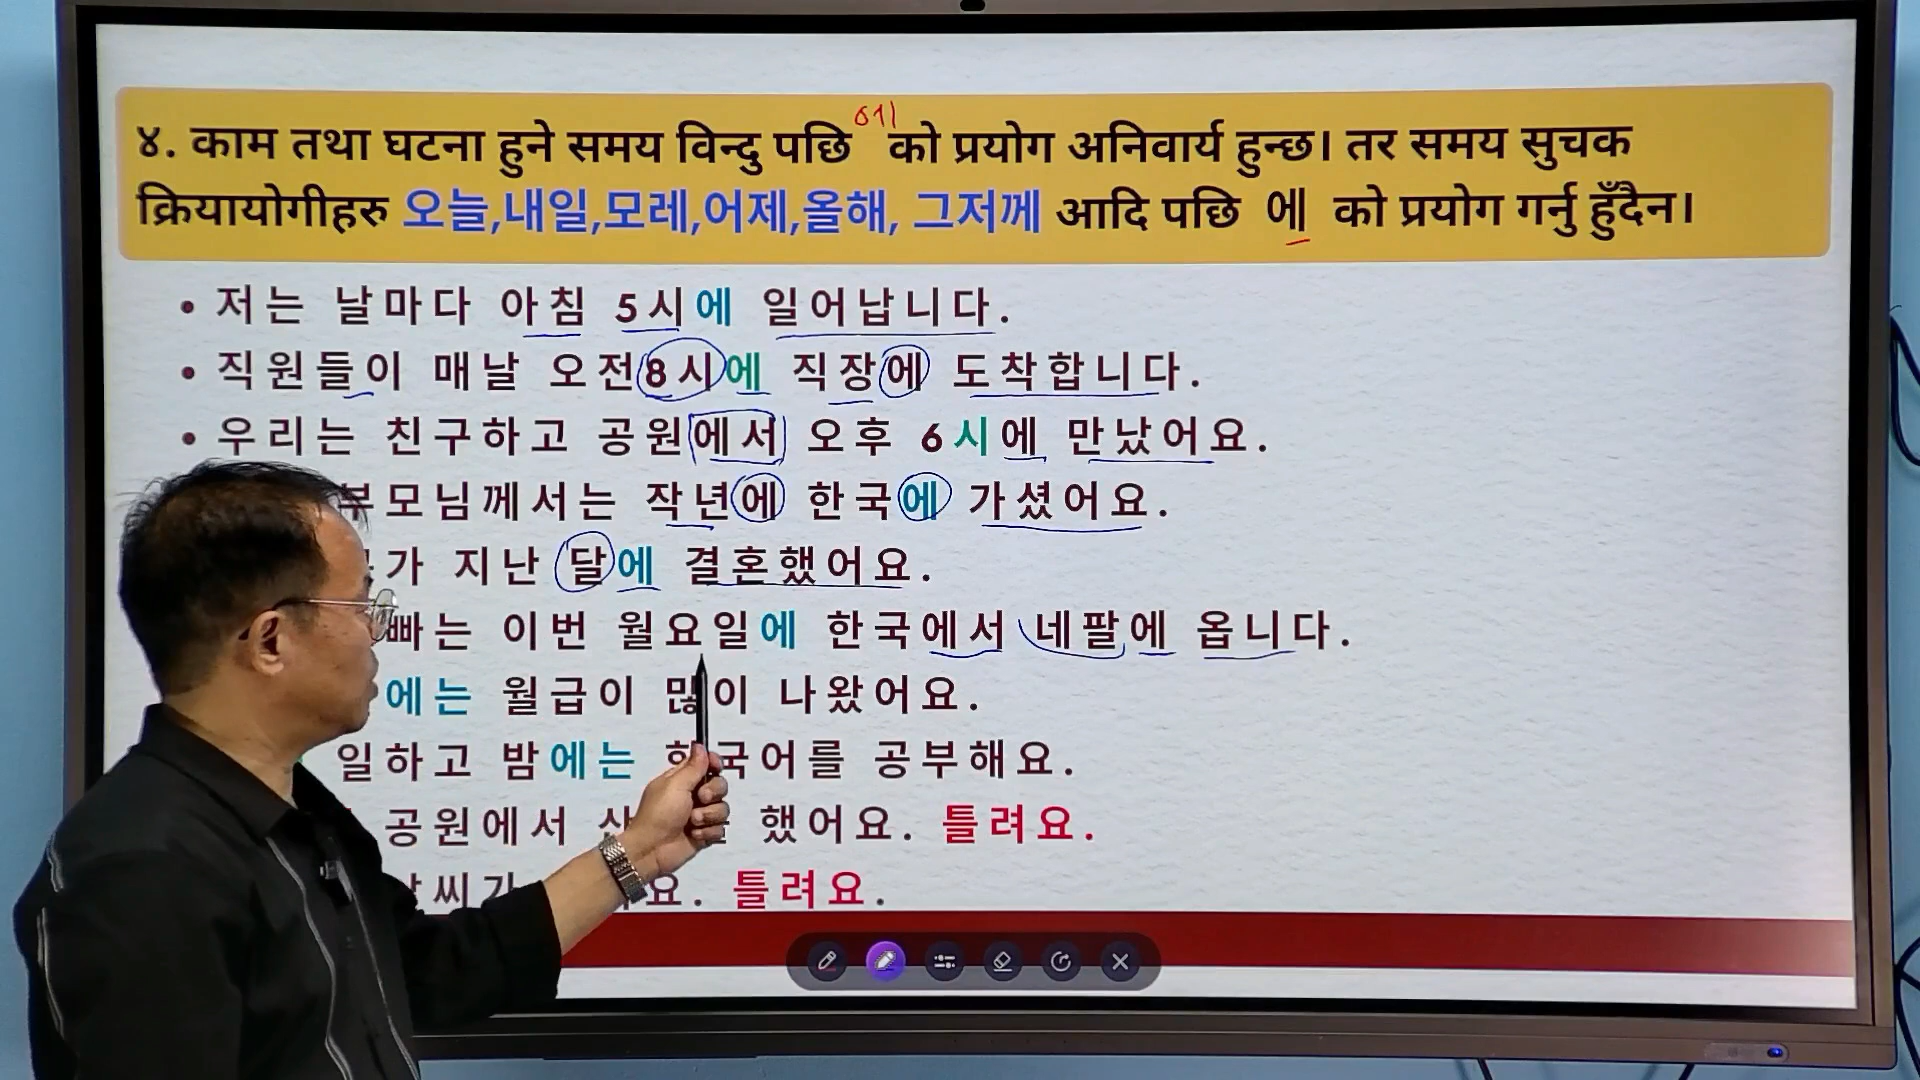 에
४. काम तथा घटना हुने समय विन्दु पछि को प्रयोग अनिवार्य हुन्छ। तर समय सुचक
क्रियायोगीहरु 오늘,내일,모레,어제,올해, 그저께 आदि पछि 에 को प्रयोग गर्नु हुँदैन।
• 저는 날마다 아침 5시에 일어납니다.
• 직원들이 매날 오전8시에 직장에 도착합니다.
• 우리는 친구하고 공원에서 오후 6시에 만났어요.
부모님께서는 작년에 한국에 가셨어요.
가 지난 달에 결혼했어요.
빠는 이번 월요일에 한국에서 네팔에 옵니다.
에는 월급이 많이 나왔어요.
일하고 밤에는 한국어를 공부해요.
공원에서 했어요. 틀려요.
씨가 요. 틀려요.